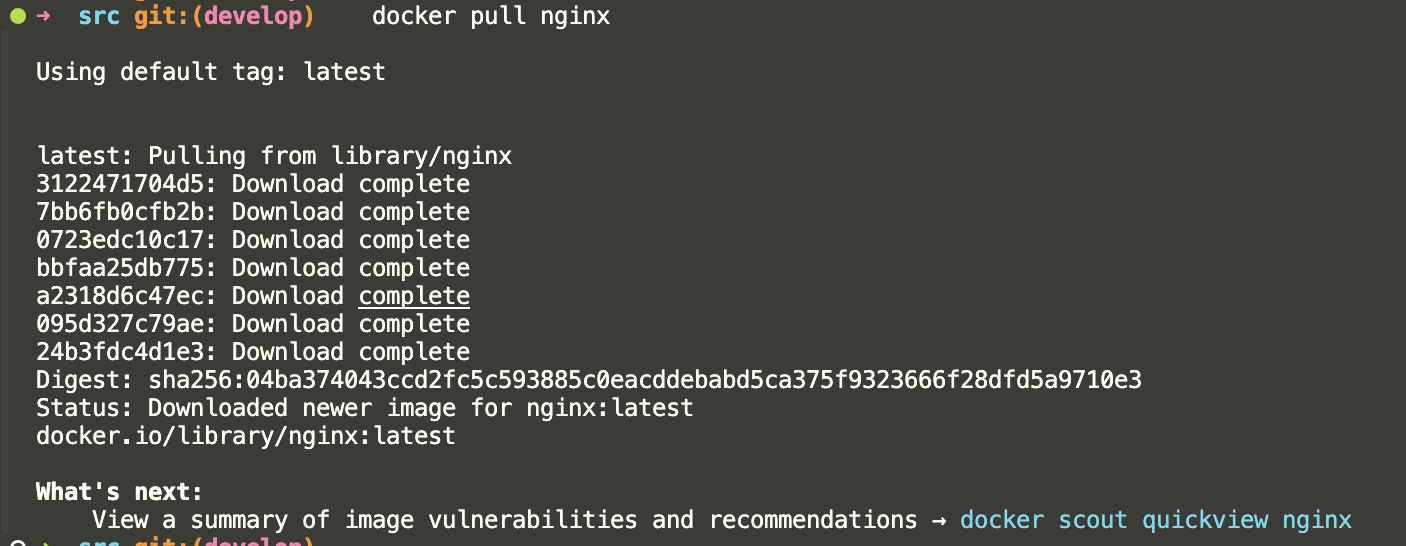 ➜ src git:(develop) docker pull nginx
Using default tag: latest
latest: Pulling from library/nginx
3122471704d5: Download complete
7bb6fb0cfb2b: Download complete
0723edc10c17: Download complete
bbfaa25db775: Download complete
a2318d6c47ec: Download complete
095d327c79ae: Download complete
24b3fdc4d1e3: Download complete
Digest: sha256:04ba374043ccd2fc5c593885c0eacddebabd5ca375f9323666f28dfd5a9710e3
Status: Downloaded newer image for nginx:latest
docker.io/library/nginx:latest
What's next:
View a summary of image vulnerabilities and recommendations → docker scout quickview nginx
➜ src git:(develop)